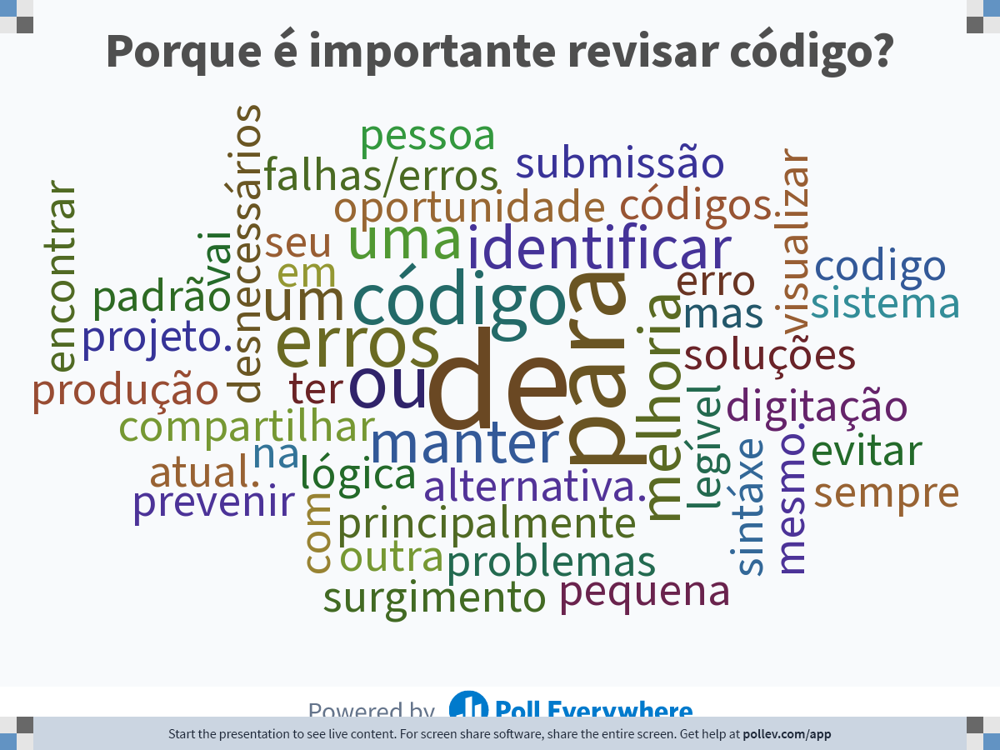 Porque é importante revisar código?
pessoa
desnecessários
falhas/erros
submissão
encontrar
oportunidade
códigos.
visualizar
vai
seu
uma
identificar
em
codigo
padrão
um
código
para
erro
mas
sistema
projeto.
erros
de
melhoria
soluções
produção
ter
ou
legível
digitação
compartilhar
na
manter
sintáxe
mesmo.
evitar
atual.
lógica
alternativa.
sempre
prevenir
com
principalmente
outra
problemas
surgimento
pequena
Powered by Poll Everywhere
Start the presentation to see live content. For screen share software, share the entire screen. Get help at pollev.com/app